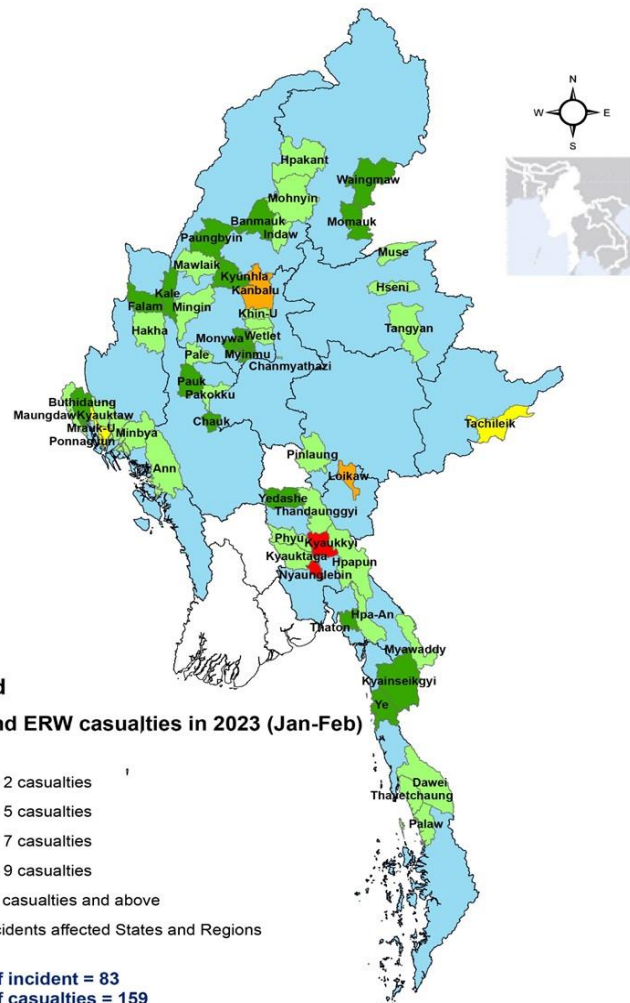 N
W E
S
Hpakant
Waingmaw
Mohnyin
Banmauk
Momauk
Indaw
Paungbyin
Muse
Mawlaik
Kyunhla
Hseni
Kale
Kanbalu
Falam
Mingin
Khin-U
Hakha
Tangyan
Monywa
Wetlet
Pale
Myinmu
Chanmyathazi
Pauk
Pakokku
Buthidaung
Maungdaw
Kyauktaw
Chauk
Tachileik
Mrauk-U
Minbya
Ponnagyun
Pinlaung
Ann
Loikaw
Yedashe
Thandaunggyi
Phyu
Kyaukkyi
Kyauktaga
Hpapun
Nyaunglebin
Hpa-An
Thaton
Myawaddy
Kyainseikgyi
Ye
nd ERW casualties in 2023 (Jan-Feb)
Dawei
2 casualties
Thayetchaung
5 casualties
Palaw
7 casualties
9 casualties
casualties and above
cidents affected States and Regions
f incident = 83
f casualties = 159